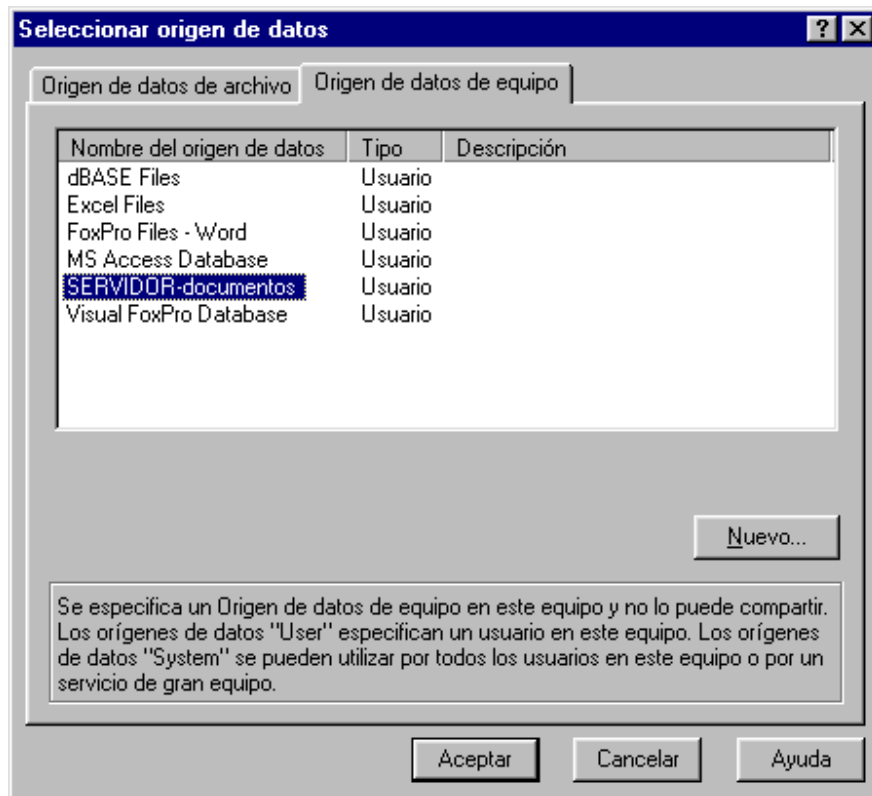 Seleccionar origen de datos
Origen de datos de archivo Origen de datos de equipo
Nombre del origen de datos Tipo Descripción
dBASE Files Usuario
Excel Files Usuario
FoxPro Files - Word Usuario
MS Access Database Usuario
SERVIDOR-documentos Usuario
Visual FoxPro Database Usuario
Nuevo...
Se especifica un Origen de datos de equipo en este equipo y no lo puede compartir.
Los orígenes de datos "User" especifican un usuario en este equipo. Los orígenes
de datos "System" se pueden utilizar por todos los usuarios en este equipo o por un
servicio de gran equipo.
Aceptar Cancelar Ayuda